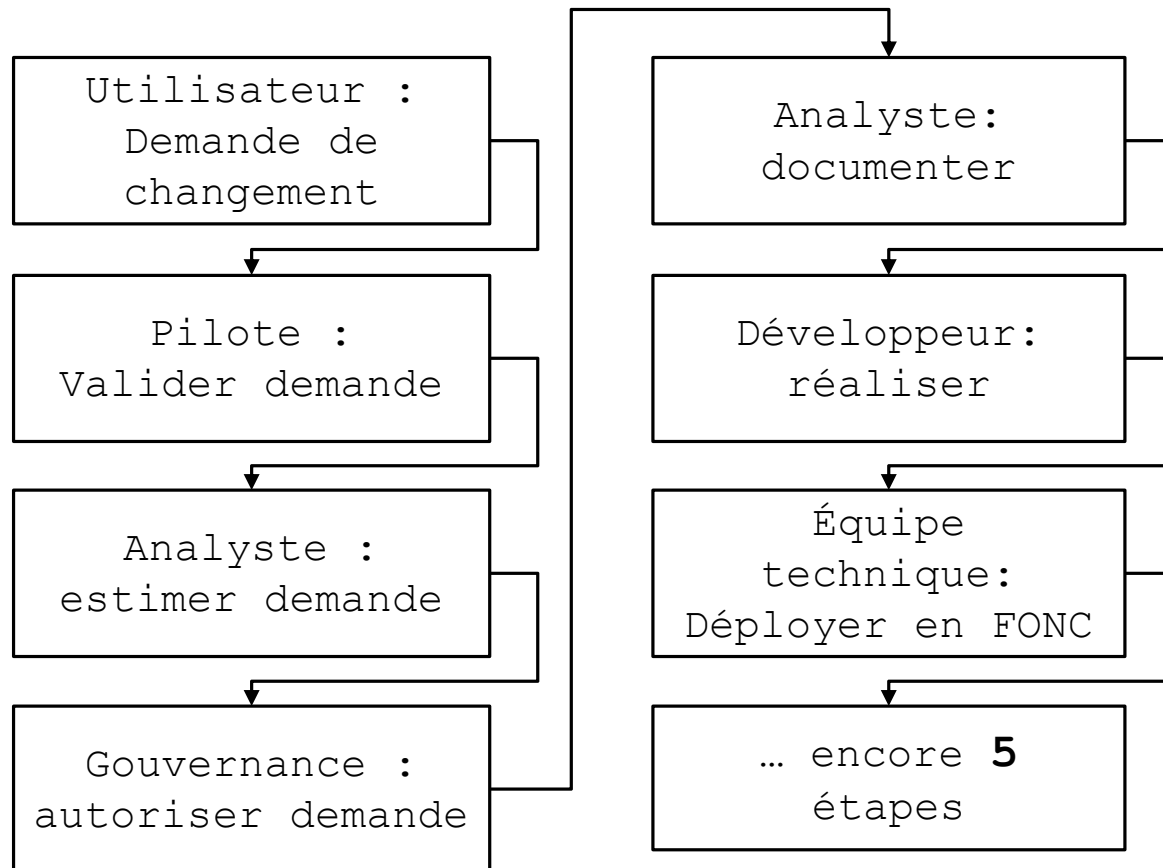 Utilisateur :
Demande de
changement
Pilote :
Valider demande
Analyste :
estimer demande
Gouvernance :
autoriser demande
Analyste:
documenter
Développeur:
réaliser
Équipe
technique:
Déployer en FONC
… encore 5
étapes